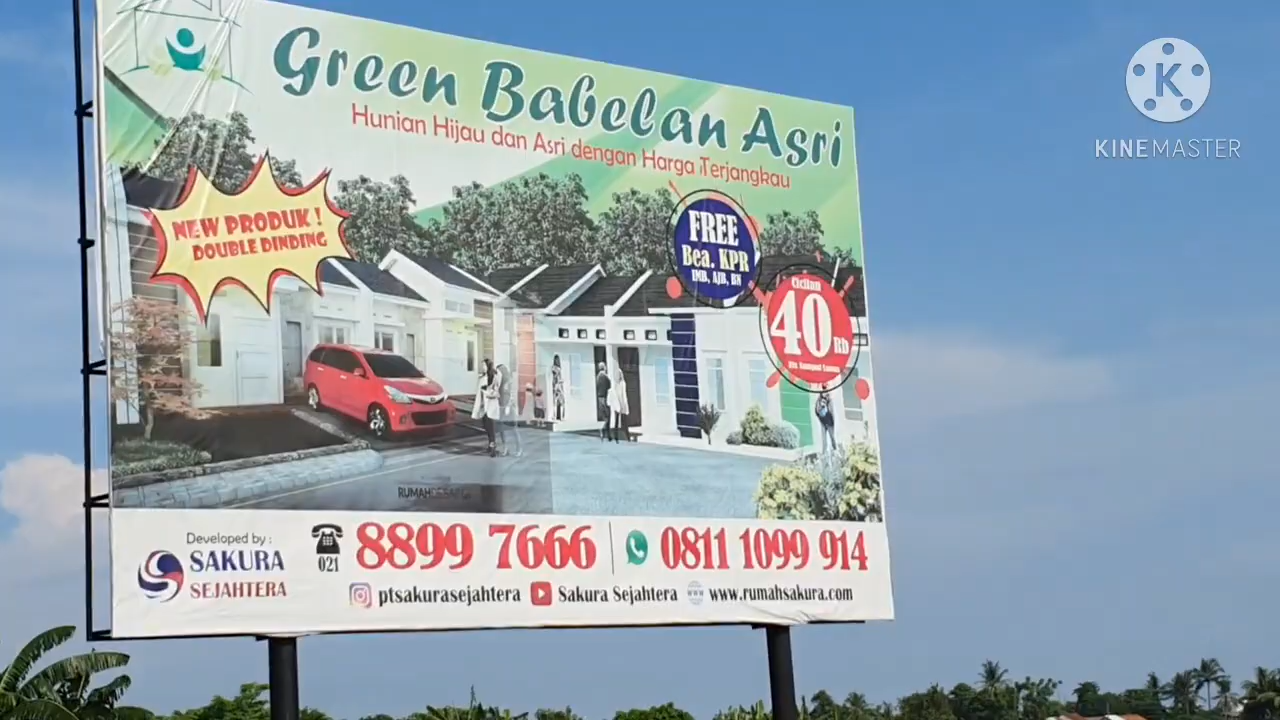 Green Babelan Asri
Hunian Hijau dan Asri dengan Harga Terjangkau
NEW PRODUK !
DOUBLE DINDING
FREE
Bea. KPR
IMB, AJB, BN
Cicilan
40 RB
RUMAH
Developed by :
SAKURA
SEJAHTERA
021
8899 7666
0811 1099 914
ptsakurasejahtera
Sakura Sejahtera
www.rumahsakura.com
K
KINEMASTER